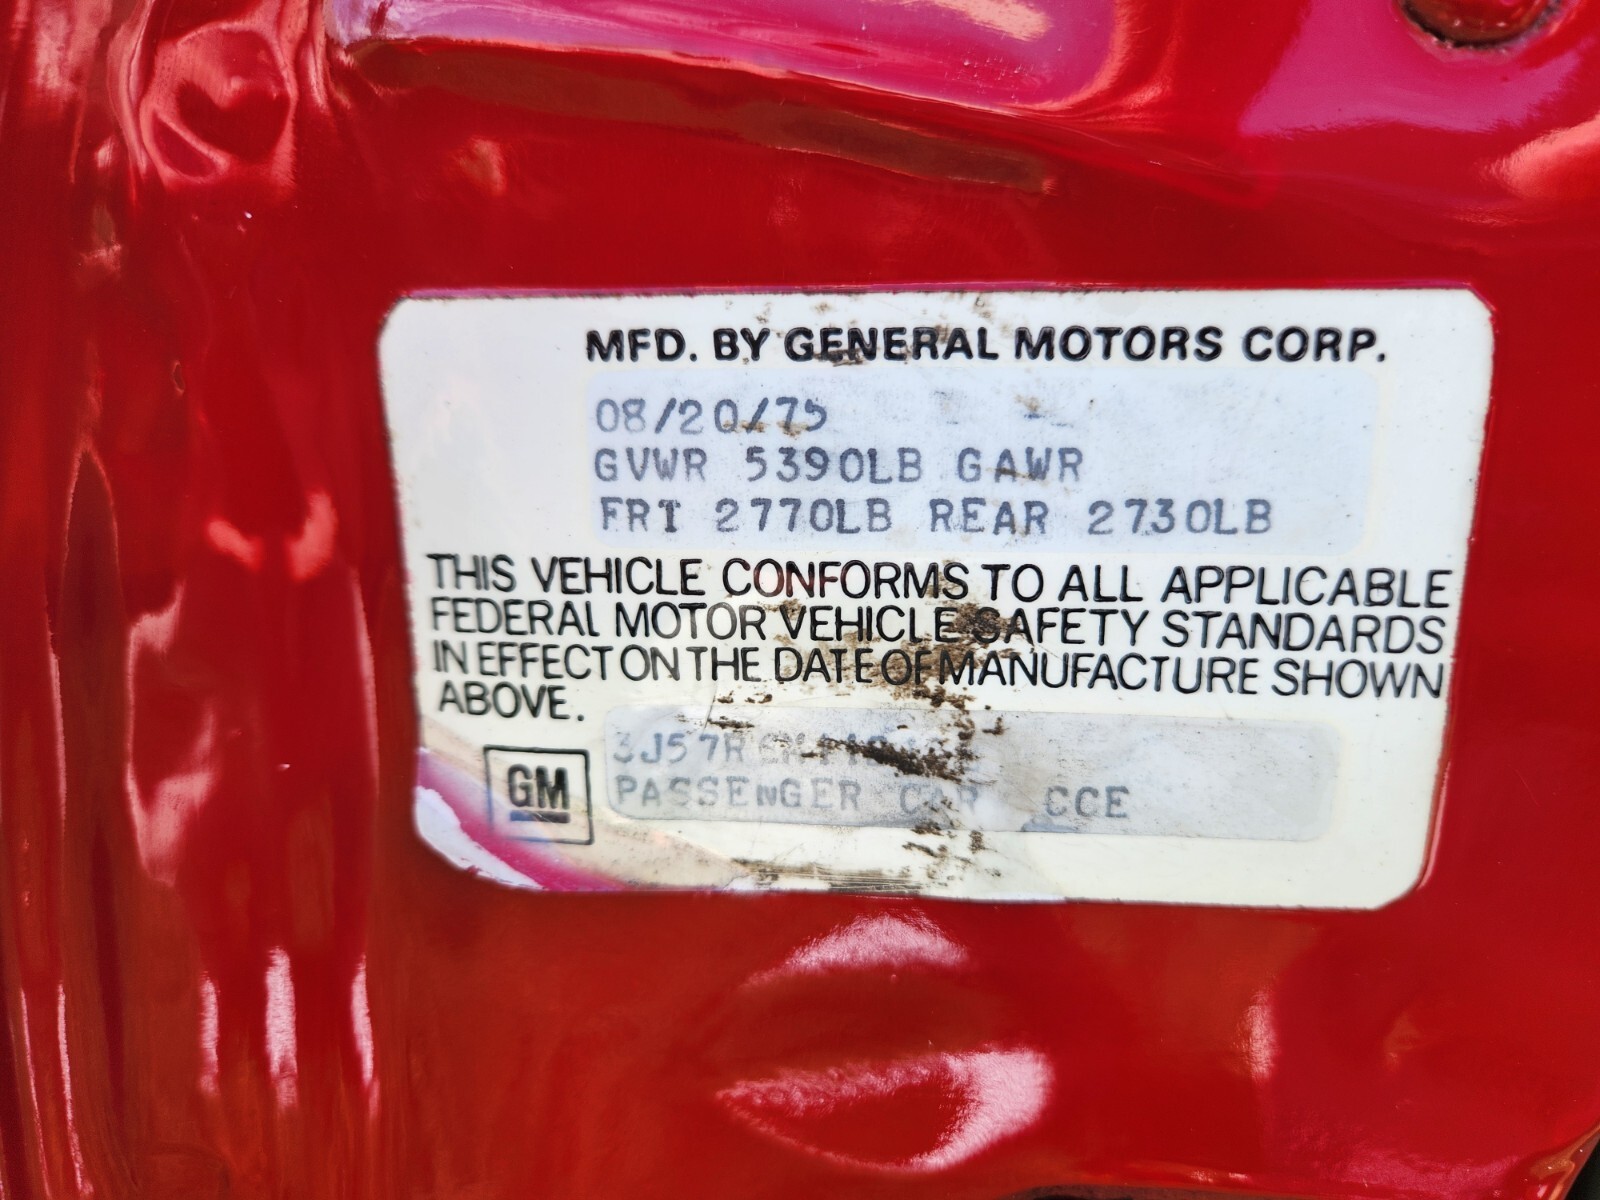 MFD. BY GENERAL MOTORS CORP.
08/20/75
GVWR 5390LB GAWR
FRT 2770LB REAR 2730LB
THIS VEHICLE CONFORMS TO ALL APPLICABLE
FEDERAL MOTOR VEHICLE SAFETY STANDARDS
IN EFFECT ON THE DATE OF MANUFACTURE SHOWN
ABOVE.
GM
PASSENGER CAR CCE